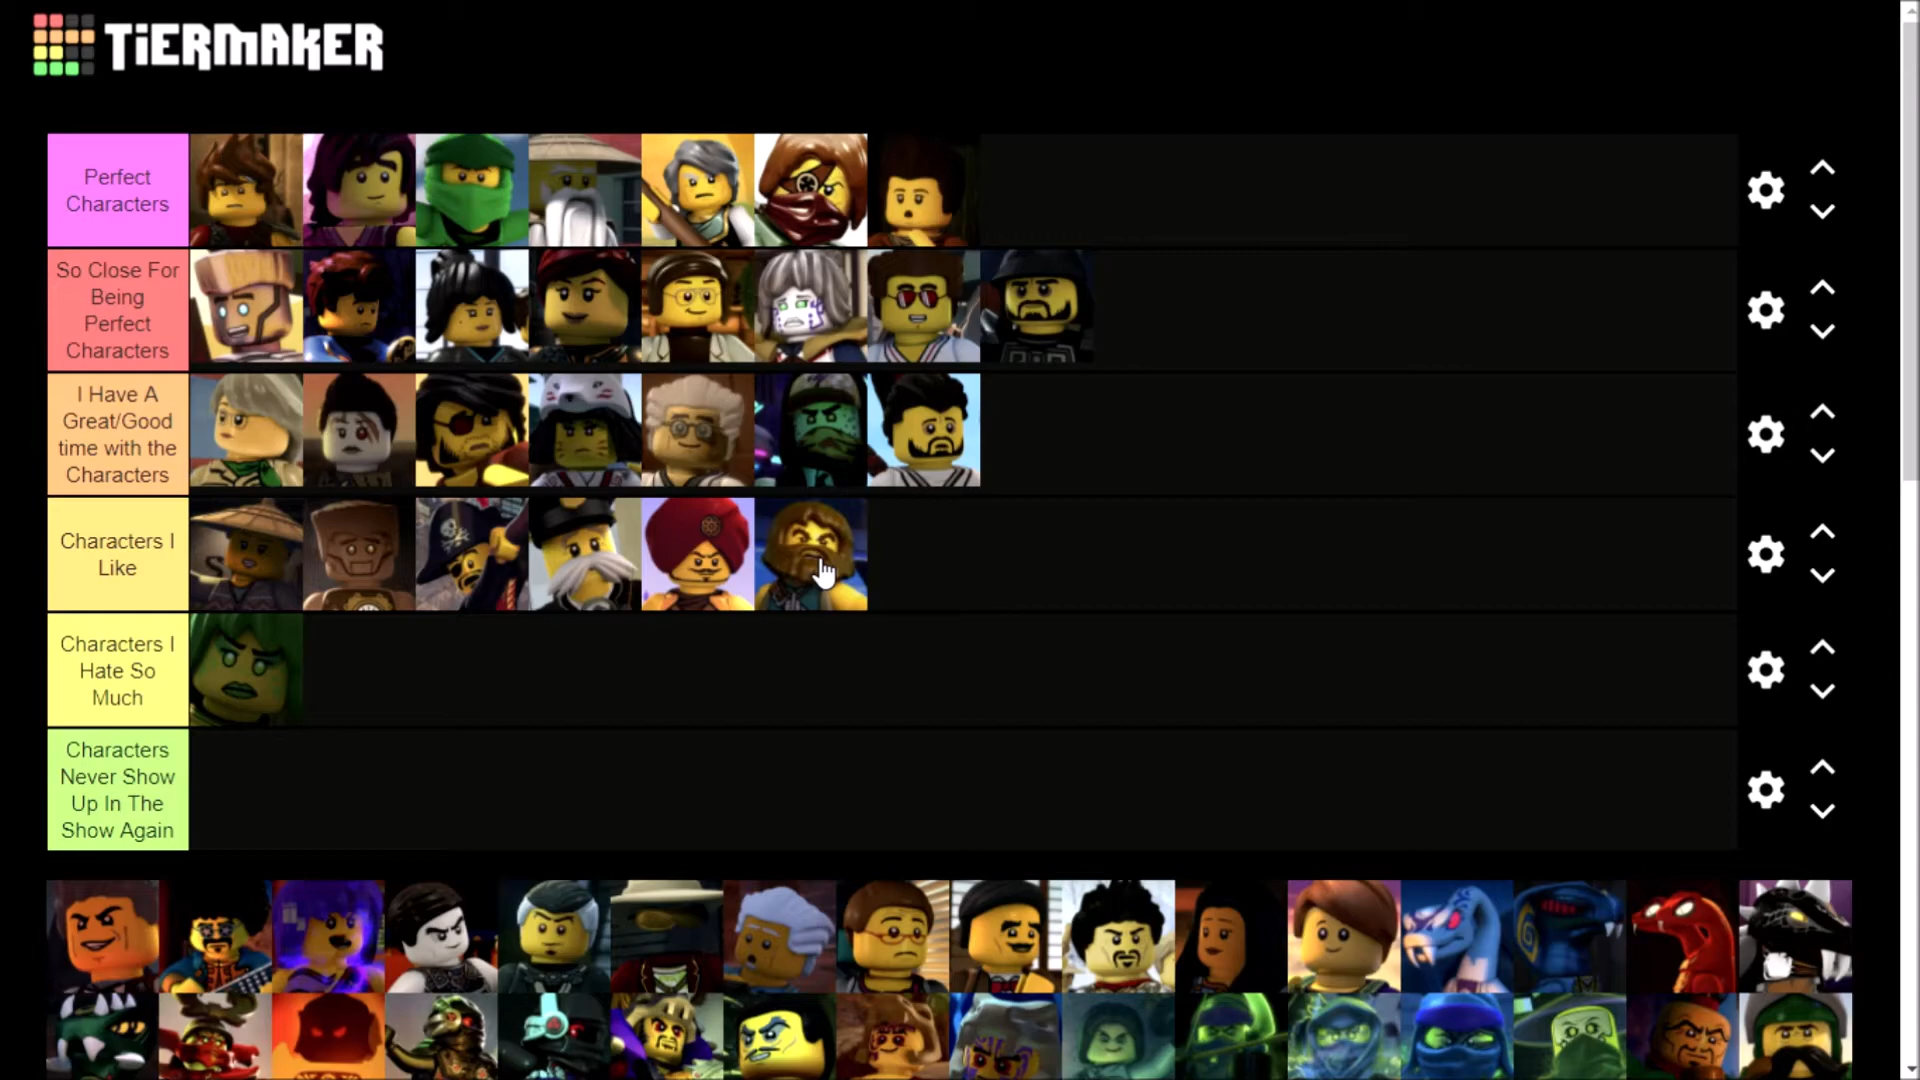 TiERMAKER
Perfect
Characters
So Close For
Being
Perfect
Characters
I Have A
Great/Good
time with the
Characters
Characters I
Like
Characters I
Hate So
Much
Characters
Never Show
Up In The
Show Again